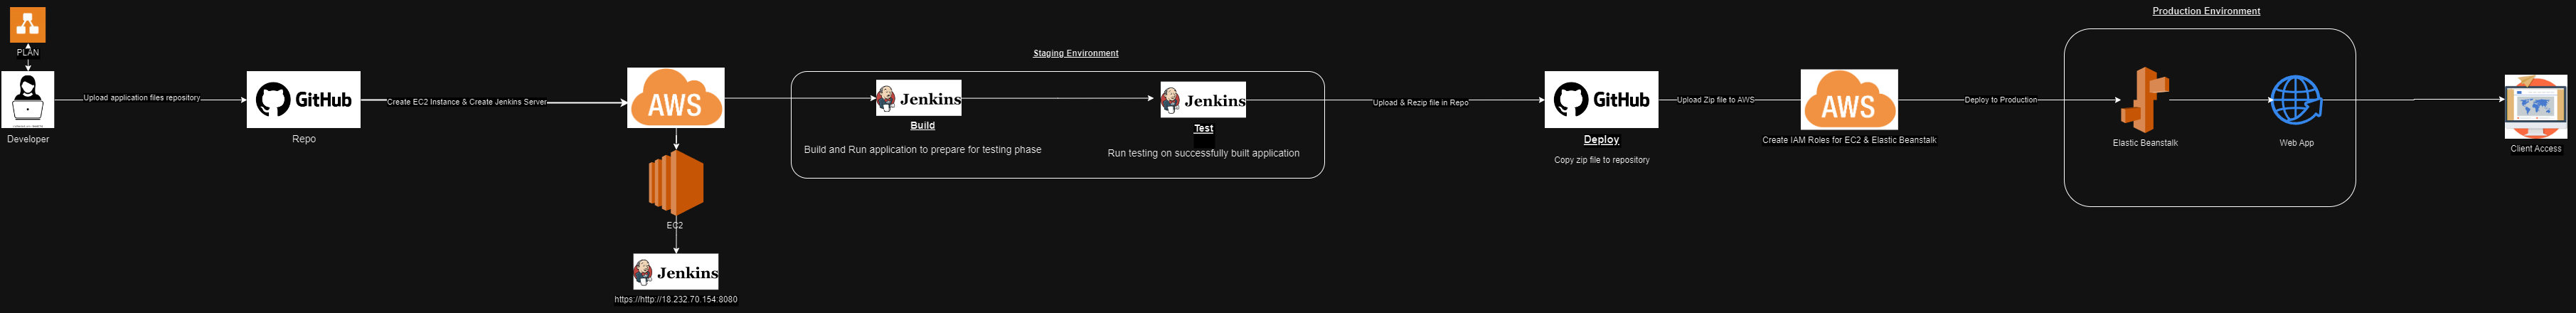 PLAN
Developer
Upload application files repository
GitHub
Repo
Create EC2 Instance & Create Jenkins Server
AWS
EC2
Jenkins
https://http://18.232.70.154:8080
Staging Environment
Jenkins
Build
Build and Run application to prepare for testing phase
Jenkins
Test
Run testing on successfully built application
Upload & Rezip file in Repo
GitHub
Deploy
Copy zip file to repository
Upload Zip file to AWS
AWS
Create IAM Roles for EC2 & Elastic Beanstalk
Deploy to Production
Production Environment
Elastic Beanstalk
Web App
Client Access